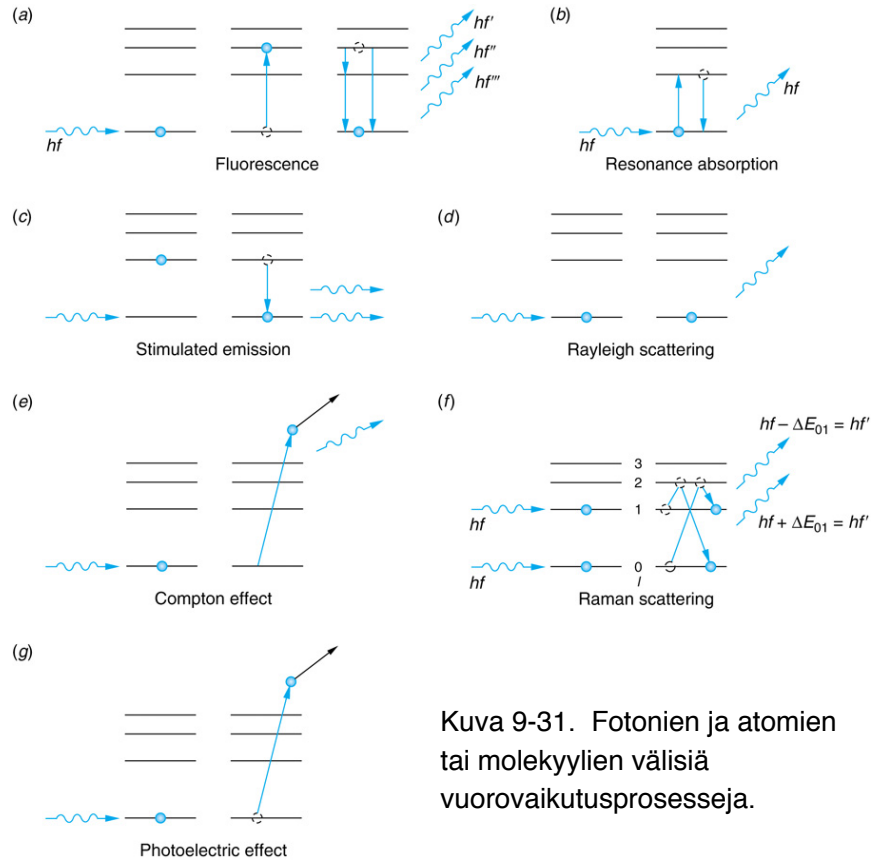 (a)
hf
hf'
hf''
hf'''
Fluorescence
(b)
hf
hf
Resonance absorption
(c)
Stimulated emission
(d)
Rayleigh scattering
(e)
Compton effect
(f)
hf – ΔE01 = hf'
3
2
hf
1
hf + ΔE01 = hf'
hf
0
l
Raman scattering
(g)
Photoelectric effect
Kuva 9-31. Fotonien ja atomien
tai molekyylien välisiä
vuorovaikutusprosesseja.